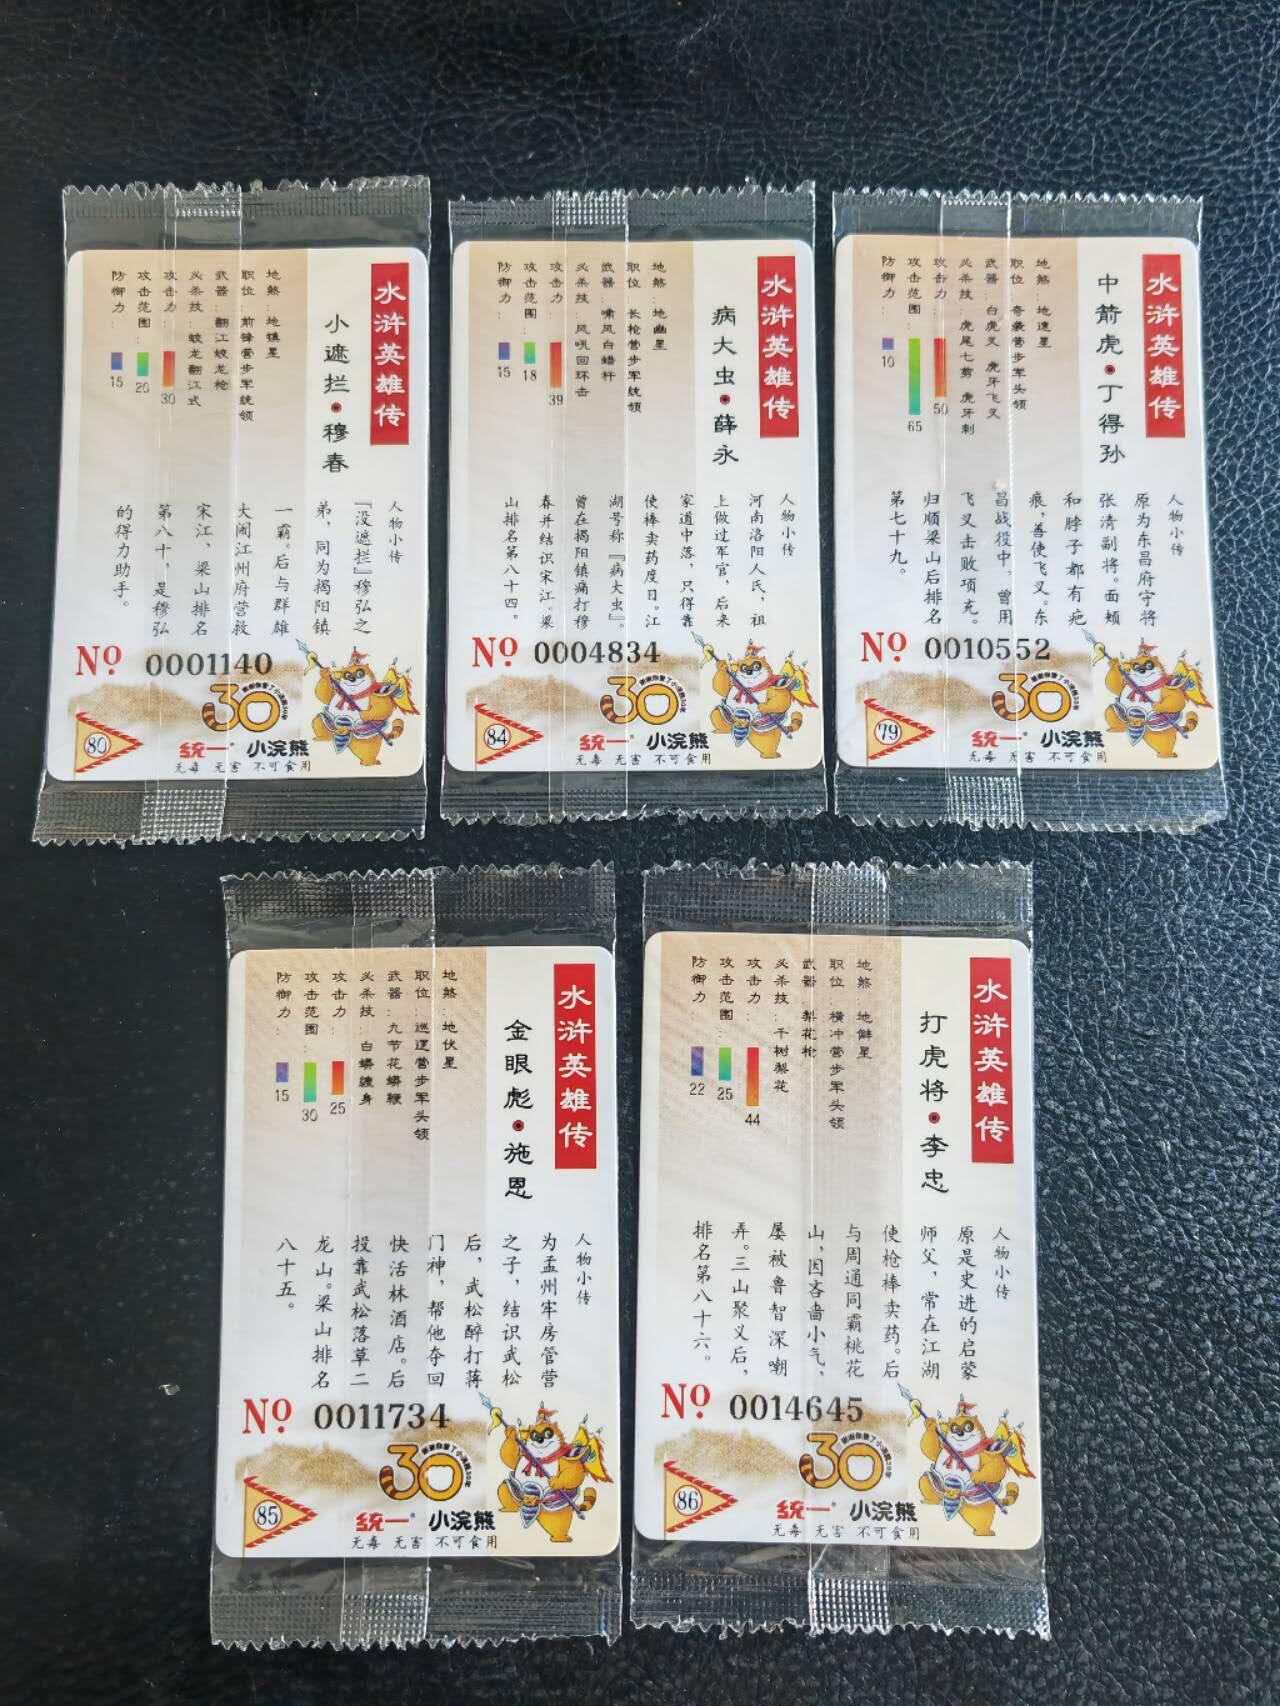 水浒英雄传
小遮拦·穆春
地煞：地镇星
职位：前锋营步军统领
武器：翻江蛟龙枪
必杀技：蛟龙翻江式
攻击力：30
攻击范围：20
防御力：15
人物小传
『没遮拦』穆弘之
弟，同为揭阳镇
一霸。后与群雄
大闹江州府营救
宋江，梁山排名
第八十，是穆弘
的得力助手。
No 0001140
30
80
统一 小浣熊
无毒 无害 不可食用
水浒英雄传
病大虫·薛永
地煞：地幽星
职位：长枪营步军统领
武器：啸风白蜡杆
必杀技：风吼回环击
攻击力：39
攻击范围：18
防御力：15
人物小传
河南洛阳人氏，祖
上做过军官，后来
家道中落，只得靠
使棒卖药度日。江
湖号称『病大虫』。
曾在揭阳镇痛打穆
春并结识宋江。梁
山排名第八十四。
No 0004834
30
84
统一 小浣熊
无毒 无害 不可食用
水浒英雄传
中箭虎·丁得孙
地煞：地速星
职位：奇袭营步军头领
武器：白虎叉 虎牙飞叉
必杀技：虎尾七剪 虎牙刺
攻击力：50
攻击范围：65
防御力：10
人物小传
原为东昌府守将
张清副将。面颊
和脖子都有疤
痕，善使飞叉。东
昌战役中，曾用
飞叉击败项充。
归顺梁山后排名
第七十九。
No 0010552
30
79
统一 小浣熊
无毒 无害 不可食用
水浒英雄传
金眼彪·施恩
地煞：地伏星
职位：巡逻营步军头领
武器：九节花蟒鞭
必杀技：白蟒缠身
攻击力：25
攻击范围：30
防御力：15
人物小传
为孟州牢房管营
之子，结识武松
后，武松醉打蒋
门神，帮他夺回
快活林酒店。后
投靠武松落草二
龙山。梁山排名
八十五。
No 0011734
30
85
统一 小浣熊
无毒 无害 不可食用
水浒英雄传
打虎将·李忠
地煞：地僻星
职位：横冲营步军头领
武器：梨花枪
必杀技：千树梨花
攻击力：44
攻击范围：25
防御力：22
人物小传
原是史进的启蒙
师父，常在江湖
使枪棒卖药。后
与周通同霸桃花
山，因吝啬小气，
屡被鲁智深嘲
弄。三山聚义后，
排名第八十六。
No 0014645
30
86
统一 小浣熊
无毒 无害 不可食用